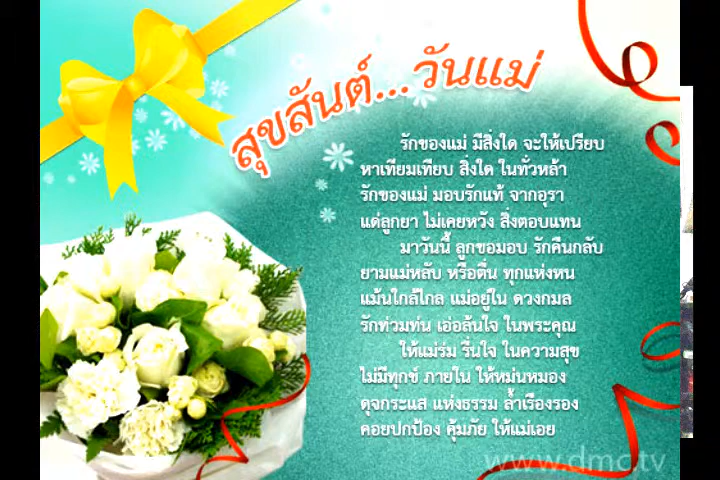 สุขสันต์...วันแม่
รักของแม่ มีสิ่งใด จะให้เปรียบ
หาเทียมเทียบ สิ่งใด ในทั่วหล้า
รักของแม่ มอบรักแท้ จากอุรา
แด่ลูกยา ไม่เคยหวัง สิ่งตอบแทน
มาวันนี้ ลูกขอมอบ รักคืนกลับ
ยามแม่หลับ หรือตื่น ทุกแห่งหน
แม้นใกล้ไกล แม่อยู่ใน ดวงกมล
รักท่วมท่น เอ่อล้นใจ ในพระคุณ
ให้แม่ร่ม รื่นใจ ในความสุข
ไม่มีทุกข์ ภายใน ให้หม่นหมอง
ดุจกระแส แห่งธรรม ล้ำเรืองรอง
คอยปกป้อง คุ้มภัย ให้แม่เอย
www.dmc.tv